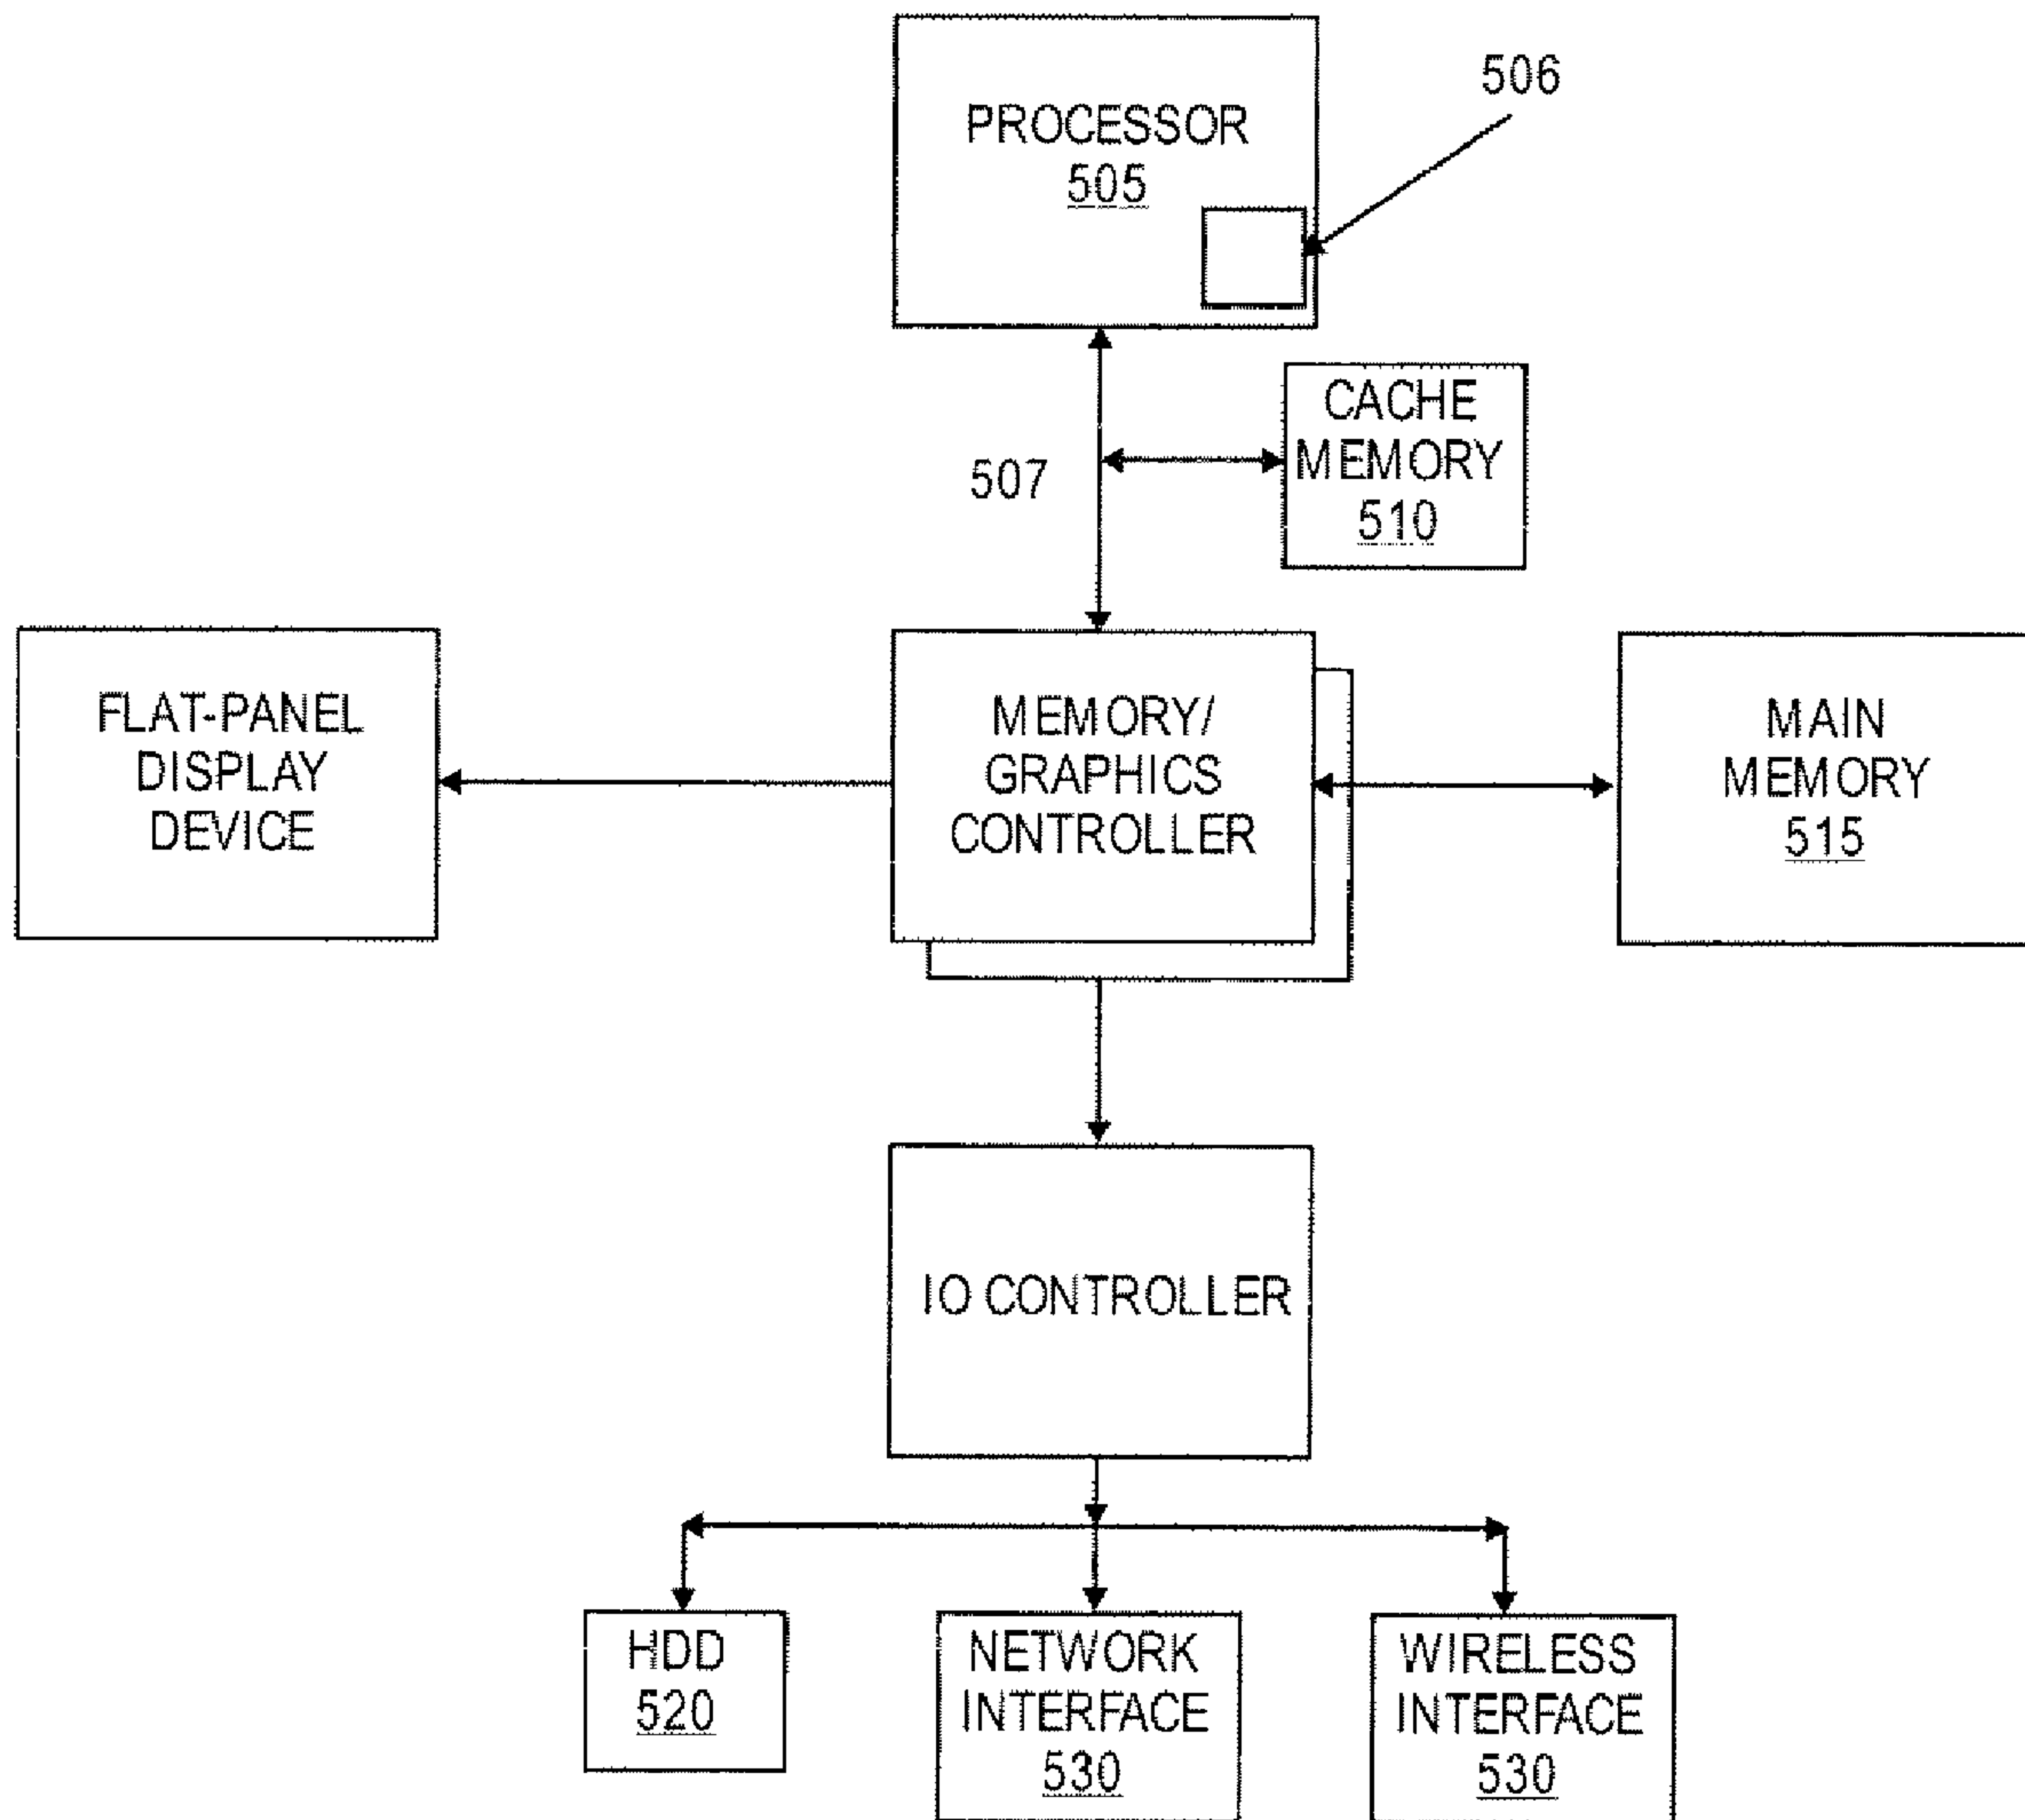 PROCESSOR
505
506
CACHE
MEMORY
510
507
FLAT-PANEL
DISPLAY
DEVICE
MEMORY/
GRAPHICS
CONTROLLER
MAIN
MEMORY
515
IO CONTROLLER
HDD
520
NETWORK
INTERFACE
530
WIRELESS
INTERFACE
530